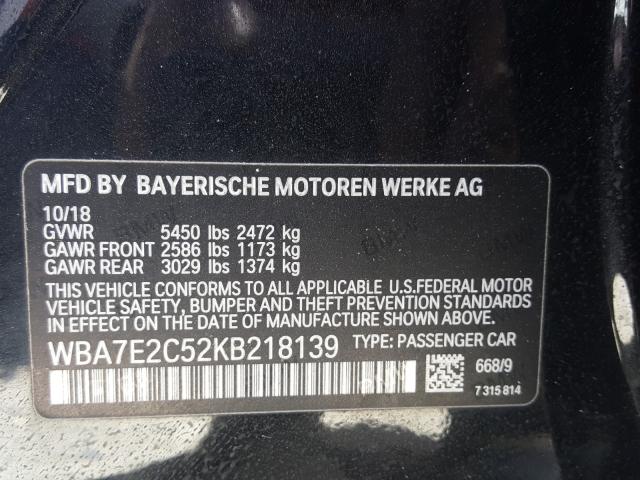 MFD BY BAYERISCHE MOTOREN WERKE AG
10/18
GVWR 5450 lbs 2472 kg
GAWR FRONT 2586 lbs 1173 kg
GAWR REAR 3029 lbs 1374 kg
THIS VEHICLE CONFORMS TO ALL APPLICABLE U.S.FEDERAL MOTOR
VEHICLE SAFETY, BUMPER AND THEFT PREVENTION STANDARDS
IN EFFECT ON THE DATE OF MANUFACTURE SHOWN ABOVE.
WBA7E2C52KB218139 TYPE: PASSENGER CAR
668/9
7 315 814